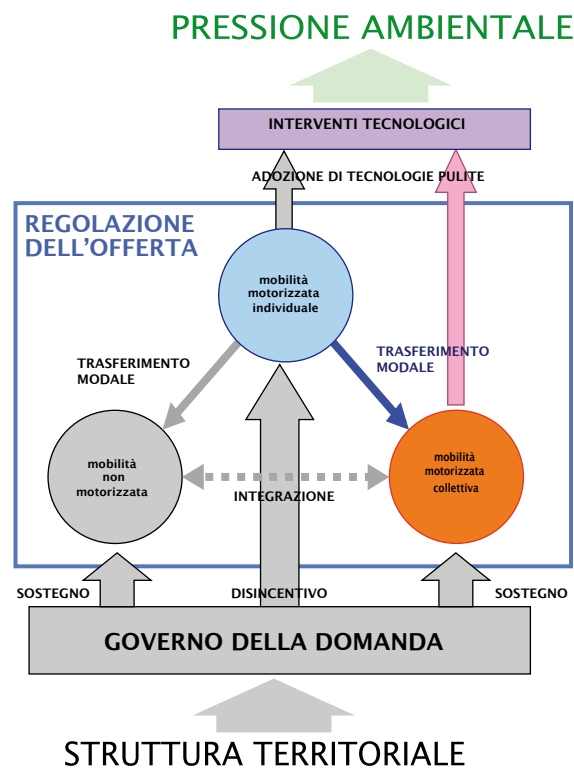 PRESSIONE AMBIENTALE
INTERVENTI TECNOLOGICI
ADOZIONE DI TECNOLOGIE PULITE
REGOLAZIONE
DELL'OFFERTA
mobilità
motorizzata
individuale
TRASFERIMENTO
MODALE
TRASFERIMENTO
MODALE
mobilità
non
motorizzata
INTEGRAZIONE
mobilità
motorizzata
collettiva
SOSTEGNO
DISINCENTIVO
SOSTEGNO
GOVERNO DELLA DOMANDA
STRUTTURA TERRITORIALE